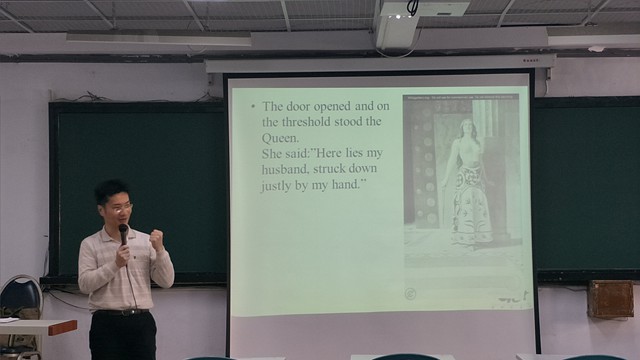 • The door opened and on
the threshold stood the
Queen.
She said:"Here lies my
husband, struck down
justly by my hand."